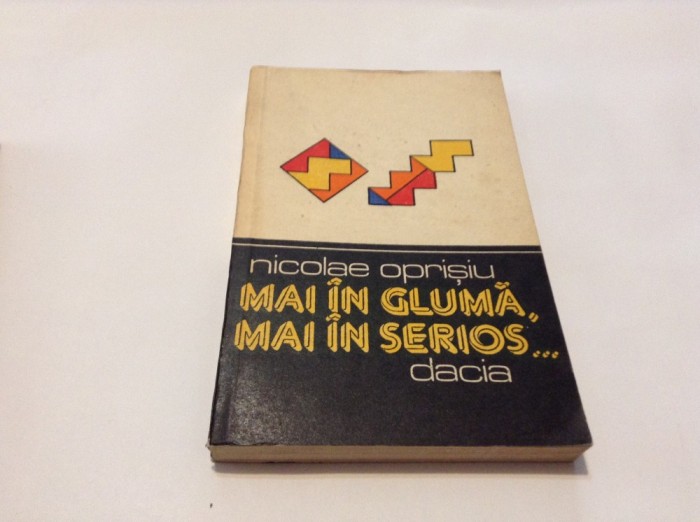 nicolae oprișiu
MAI ÎN GLUMĂ,
MAI ÎN SERIOS...
dacia